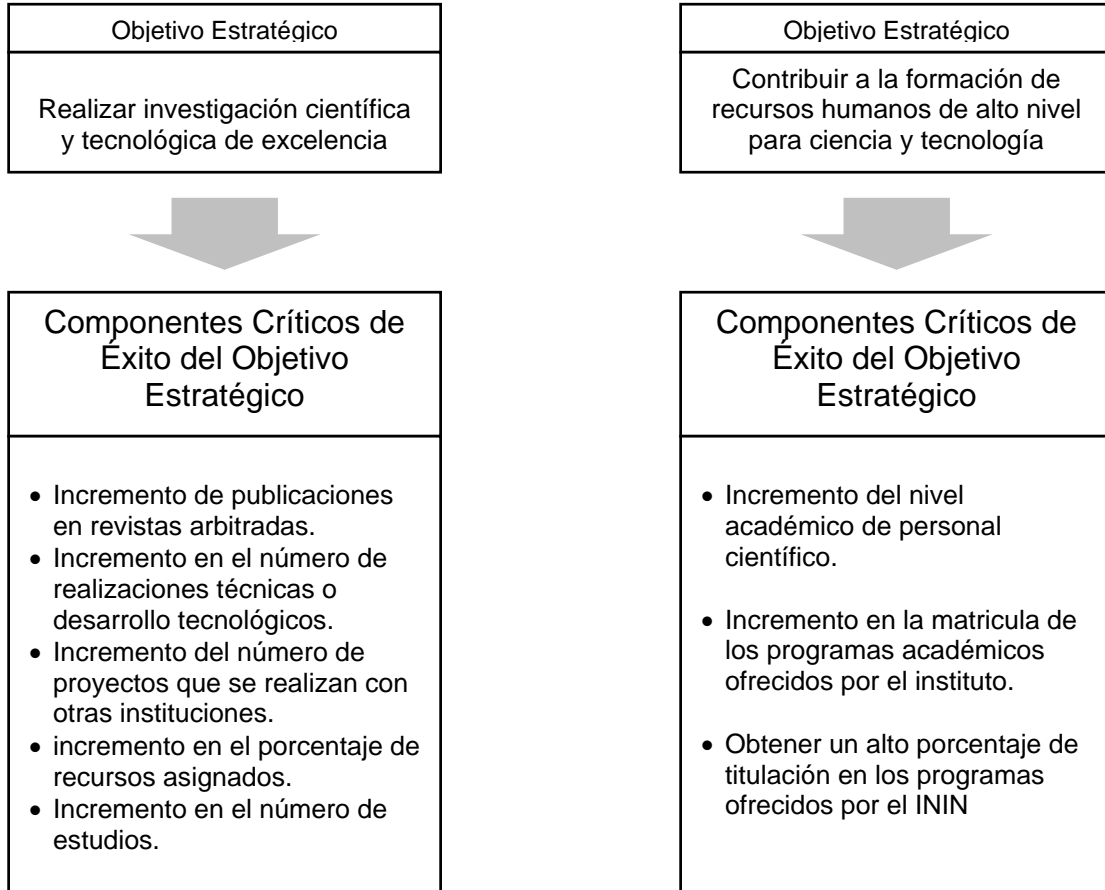 Objetivo Estratégico
Realizar investigación científica
y tecnológica de excelencia
Componentes Críticos de
Éxito del Objetivo
Estratégico
• Incremento de publicaciones
en revistas arbitradas.
• Incremento en el número de
realizaciones técnicas o
desarrollo tecnológicos.
• Incremento del número de
proyectos que se realizan con
otras instituciones.
• incremento en el porcentaje de
recursos asignados.
• Incremento en el número de
estudios.
Objetivo Estratégico
Contribuir a la formación de
recursos humanos de alto nivel
para ciencia y tecnología
Componentes Críticos de
Éxito del Objetivo
Estratégico
• Incremento del nivel
académico de personal
científico.
• Incremento en la matricula de
los programas académicos
ofrecidos por el instituto.
• Obtener un alto porcentaje de
titulación en los programas
ofrecidos por el ININ